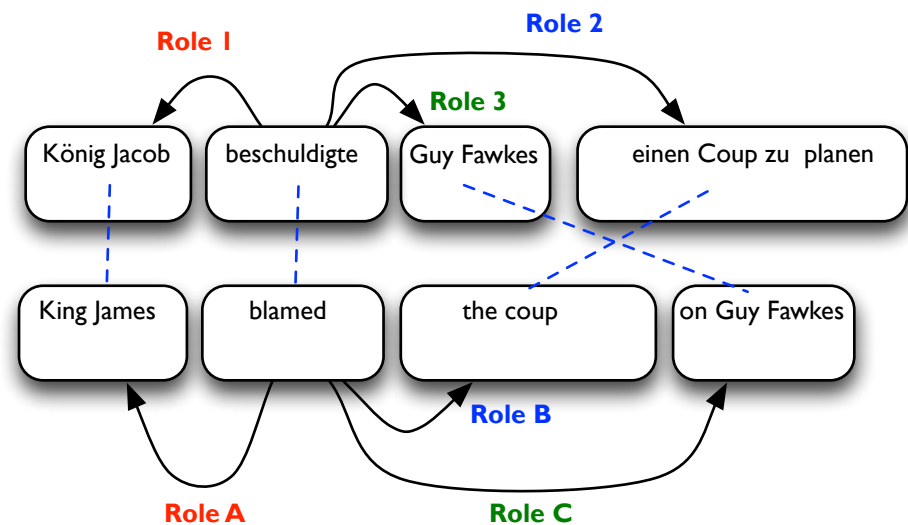 Role 2
Role 1
Role 3
König Jacob
beschuldigte
Guy Fawkes
einen Coup zu planen
King James
blamed
the coup
on Guy Fawkes
Role B
Role A
Role C